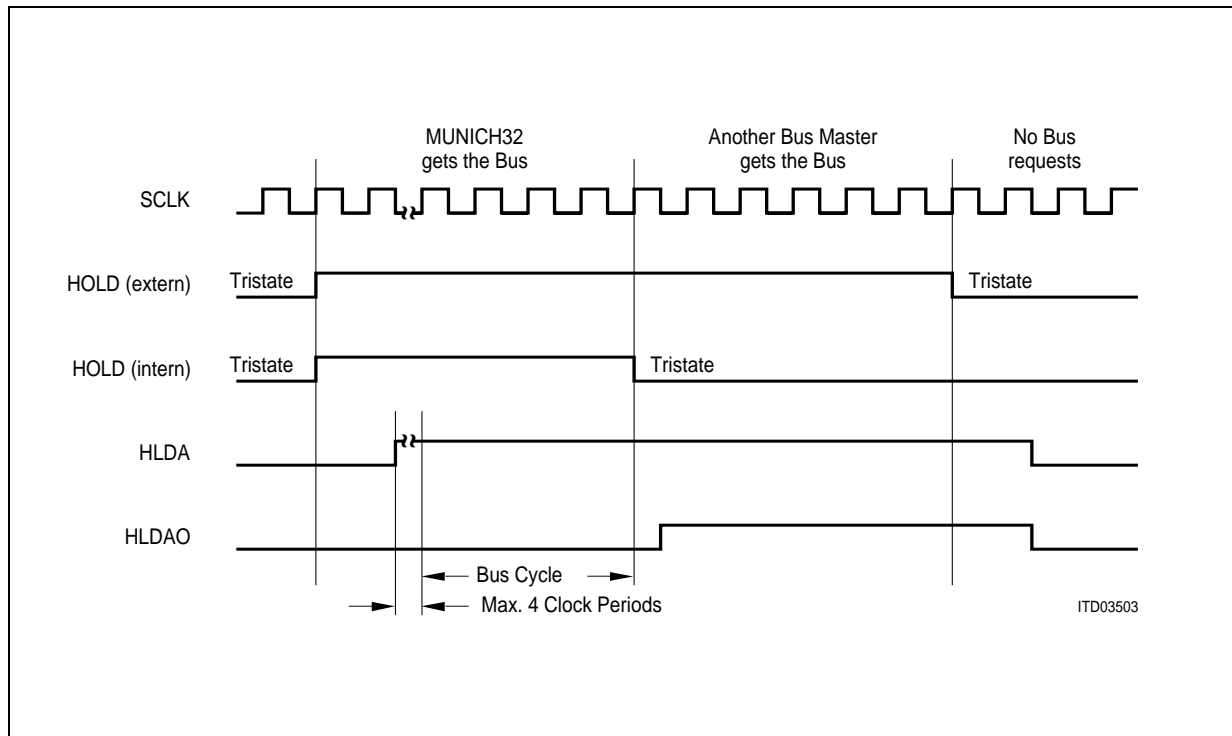 MUNICH32
gets the Bus
Another Bus Master
gets the Bus
No Bus
requests
SCLK
HOLD (extern)
Tristate
Tristate
HOLD (intern)
Tristate
Tristate
HLDA
HLDAO
Bus Cycle
Max. 4 Clock Periods
ITD03503